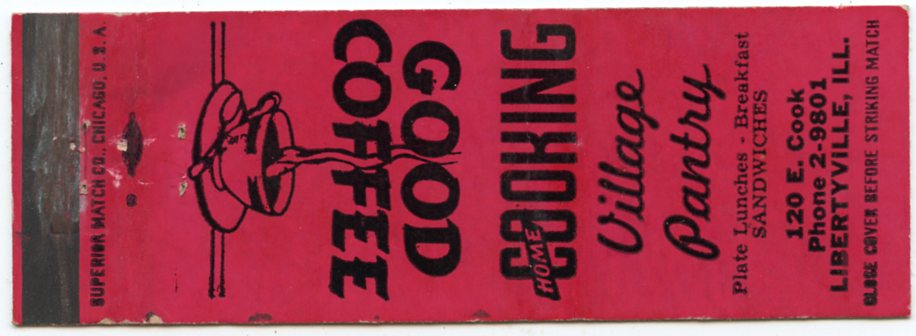 HOME
COOKING
Village
Pantry
Plate Lunches - Breakfast
SANDWICHES
120 E. Cook
Phone 2-9801
LIBERTYVILLE, ILL.
CLOSE COVER BEFORE STRIKING MATCH
GOOD
COFFEE
SUPERIOR MATCH CO., CHICAGO, U.S.A.